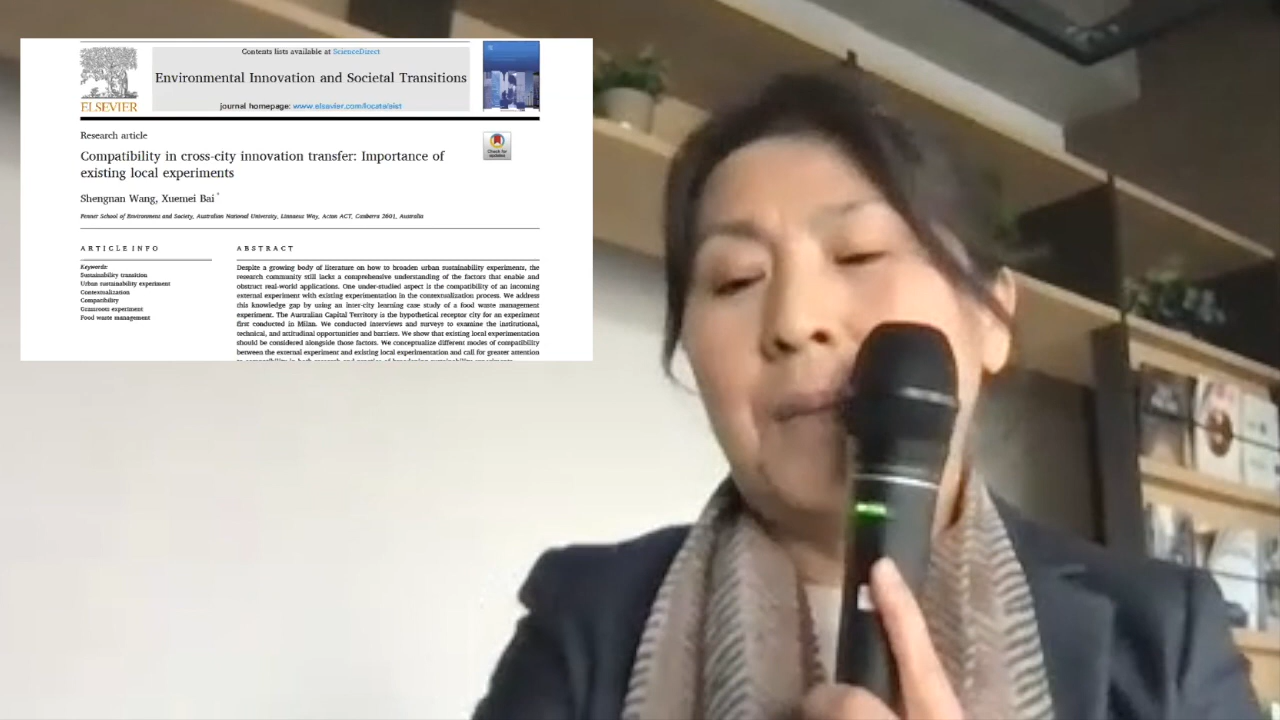 Contents lists available at ScienceDirect
Environmental Innovation and Societal Transitions
ELSEVIER
journal homepage: www.elsevier.com/locate/eist
Research article
Check for
updates
Compatibility in cross-city innovation transfer: Importance of
existing local experiments
Shengnan Wang, Xuemei Bai *
Fenner School of Environment and Society, Australian National University, Linnaeus Way, Acton ACT, Canberra 2601, Australia
ARTICLE INFO
Keywords:
Sustainability transition
Urban sustainability experiment
Contextualization
Compatibility
Grassroots experiment
Food waste management
ABSTRACT
Despite a growing body of literature on how to broaden urban sustainability experiments, the
research community still lacks a comprehensive understanding of the factors that enable and
obstruct real-world applications. One under-studied aspect is the compatibility of an incoming
external experiment with existing experimentation in the contextualization process. We address
this knowledge gap by using an inter-city learning case study of a food waste management
experiment. The Australian Capital Territory is the hypothetical receptor city for an experiment
first conducted in Milan. We conducted interviews and surveys to examine the institutional,
technical, and attitudinal opportunities and barriers. We show that existing local experimentation
should be considered alongside those factors. We conceptualize different modes of compatibility
between the external experiment and existing local experimentation and call for greater attention